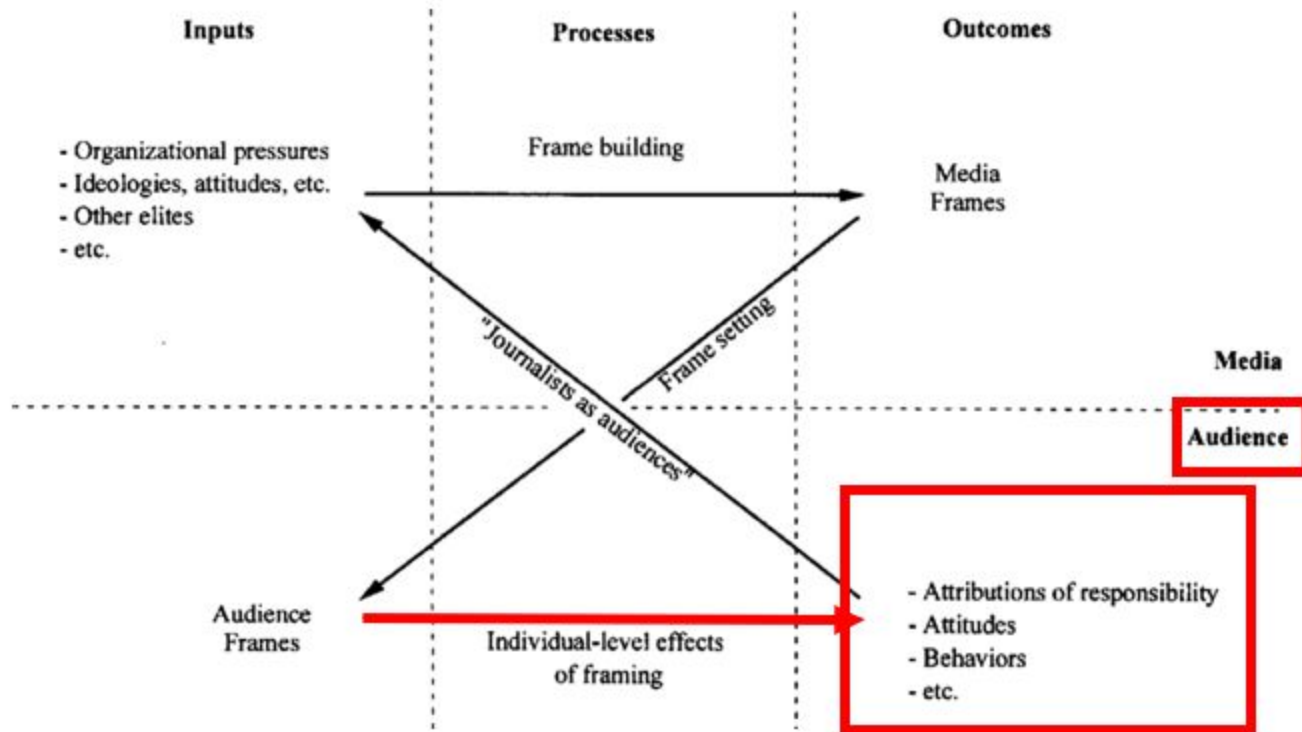 Inputs
Processes
Outcomes
- Organizational pressures
- Ideologies, attitudes, etc.
- Other elites
- etc.
Frame building
Media
Frames
"Journalists as audiences"
Frame setting
Media
Audience
Audience
Frames
Individual-level effects
of framing
- Attributions of responsibility
- Attitudes
- Behaviors
- etc.